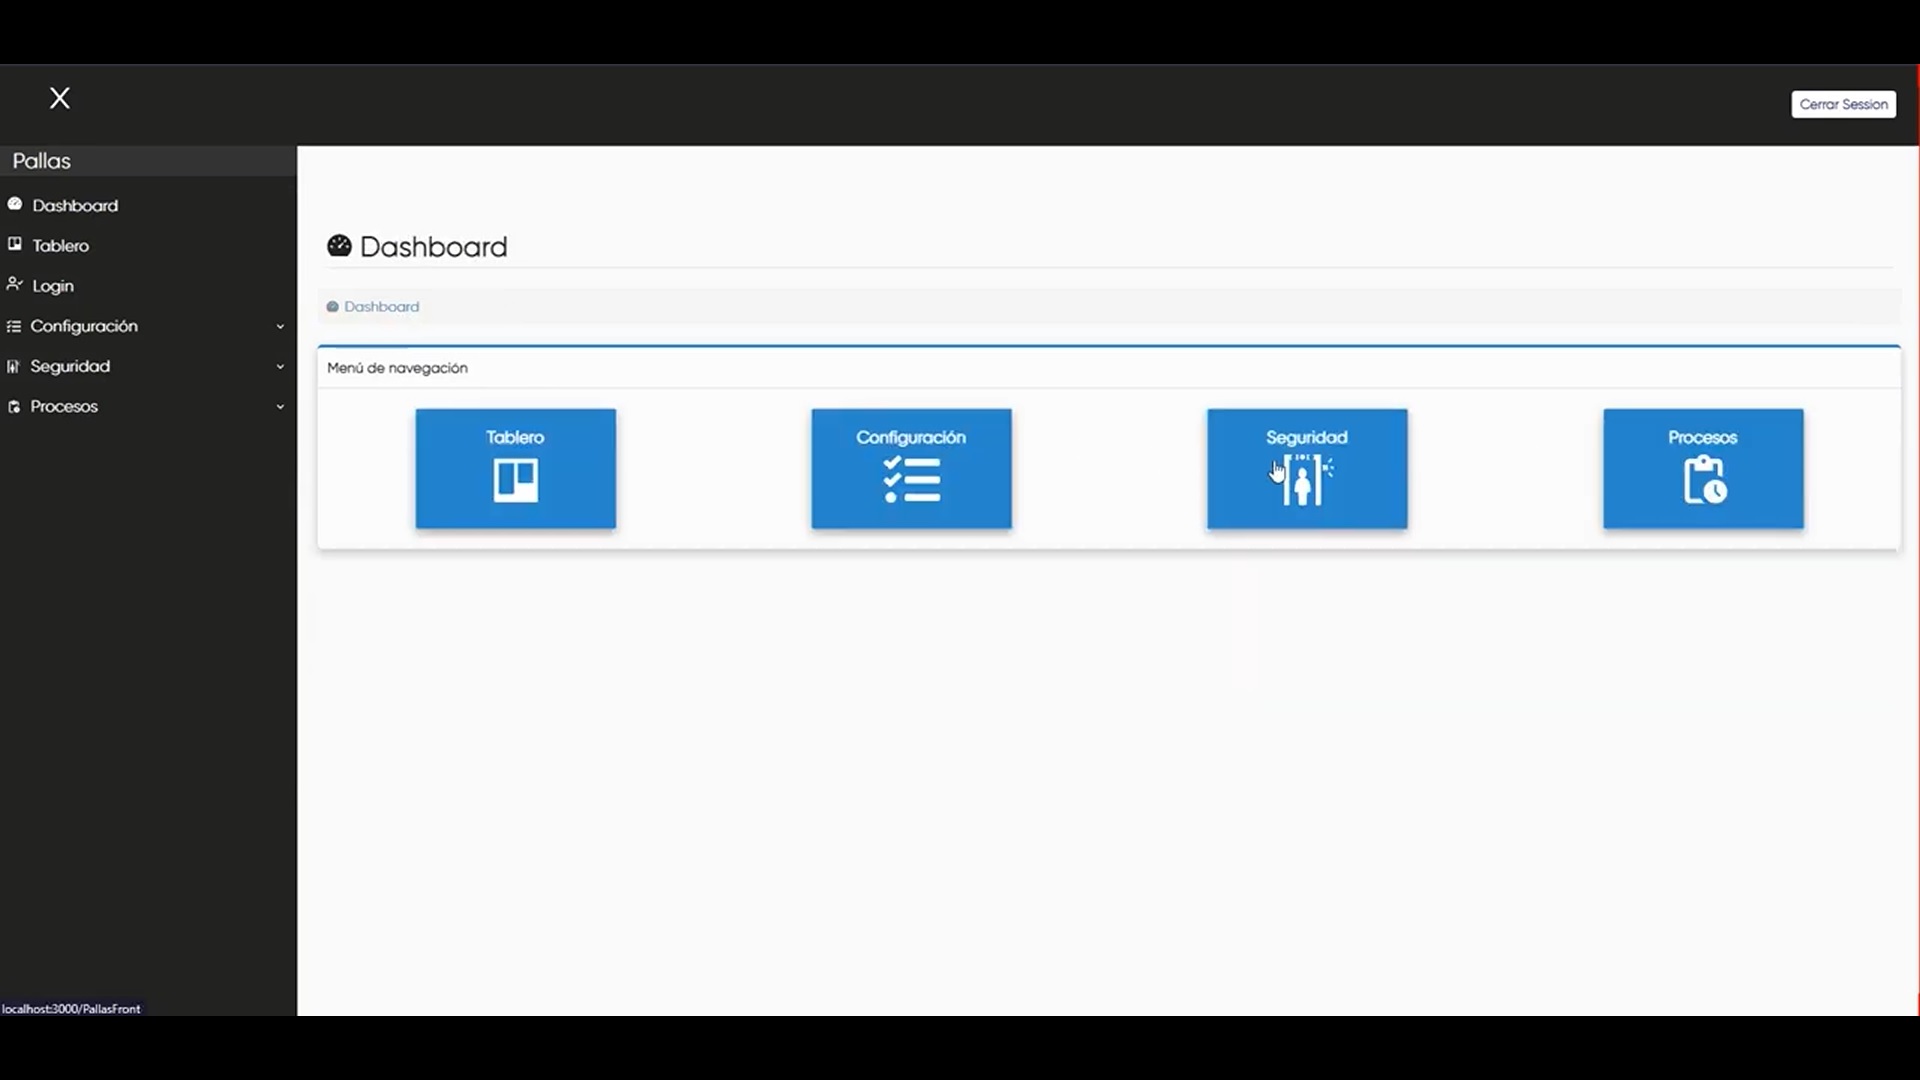 Cerrar Session
Pallas
Dashboard
Tablero
Login
Configuración
Seguridad
Procesos
Dashboard
Dashboard
Menú de navegación
Tablero
Configuración
Seguridad
Procesos
localhost:3000/PallasFront